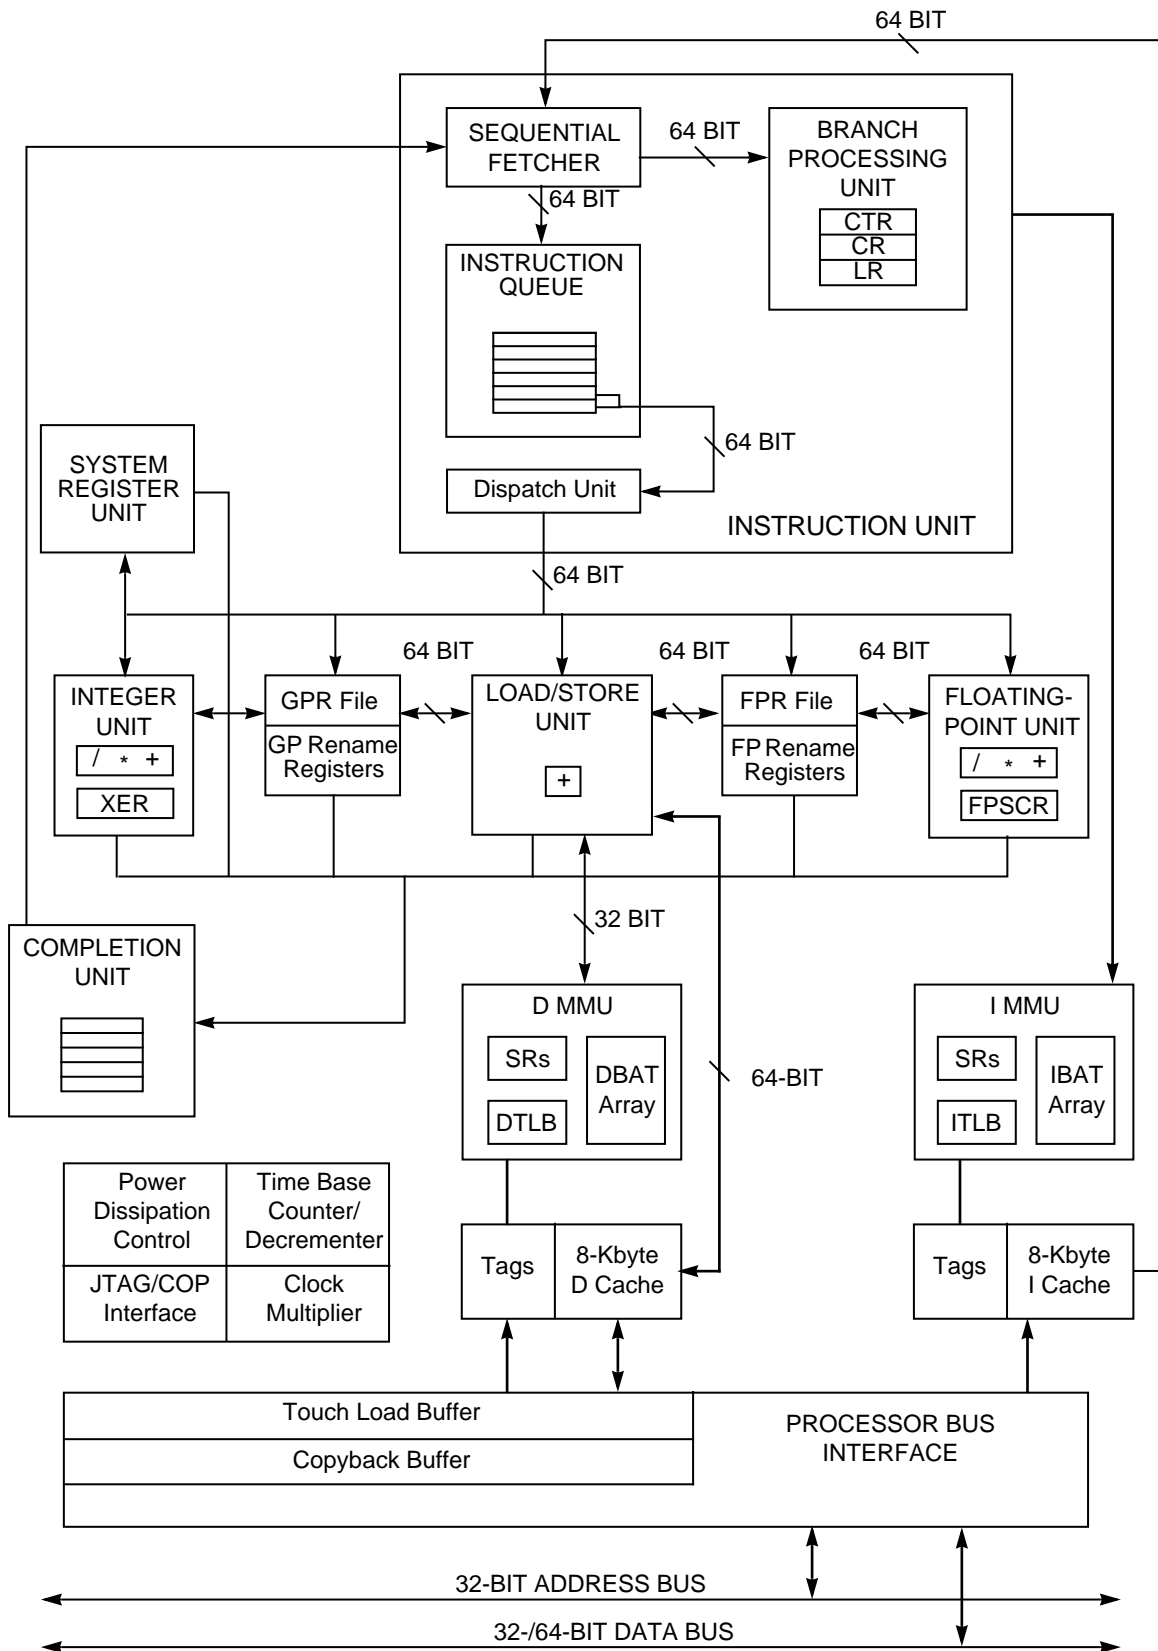 64 BIT
SEQUENTIAL
FETCHER
64 BIT
BRANCH
PROCESSING
UNIT
CTR
CR
LR
64 BIT
INSTRUCTION
QUEUE
64 BIT
Dispatch Unit
INSTRUCTION UNIT
SYSTEM
REGISTER
UNIT
64 BIT
64 BIT
64 BIT
64 BIT
INTEGER
UNIT
/ * +
XER
GPR File
GP Rename
Registers
LOAD/STORE
UNIT
+
FPR File
FP Rename
Registers
FLOATING-
POINT UNIT
/ * +
FPSCR
32 BIT
COMPLETION
UNIT
D MMU
SRs
DTLB
DBAT
Array
64-BIT
I MMU
SRs
ITLB
IBAT
Array
Power
Dissipation
Control
Time Base
Counter/
Decrementer
JTAG/COP
Interface
Clock
Multiplier
Tags
8-Kbyte
D Cache
Tags
8-Kbyte
I Cache
Touch Load Buffer
Copyback Buffer
PROCESSOR BUS
INTERFACE
32-BIT ADDRESS BUS
32-/64-BIT DATA BUS